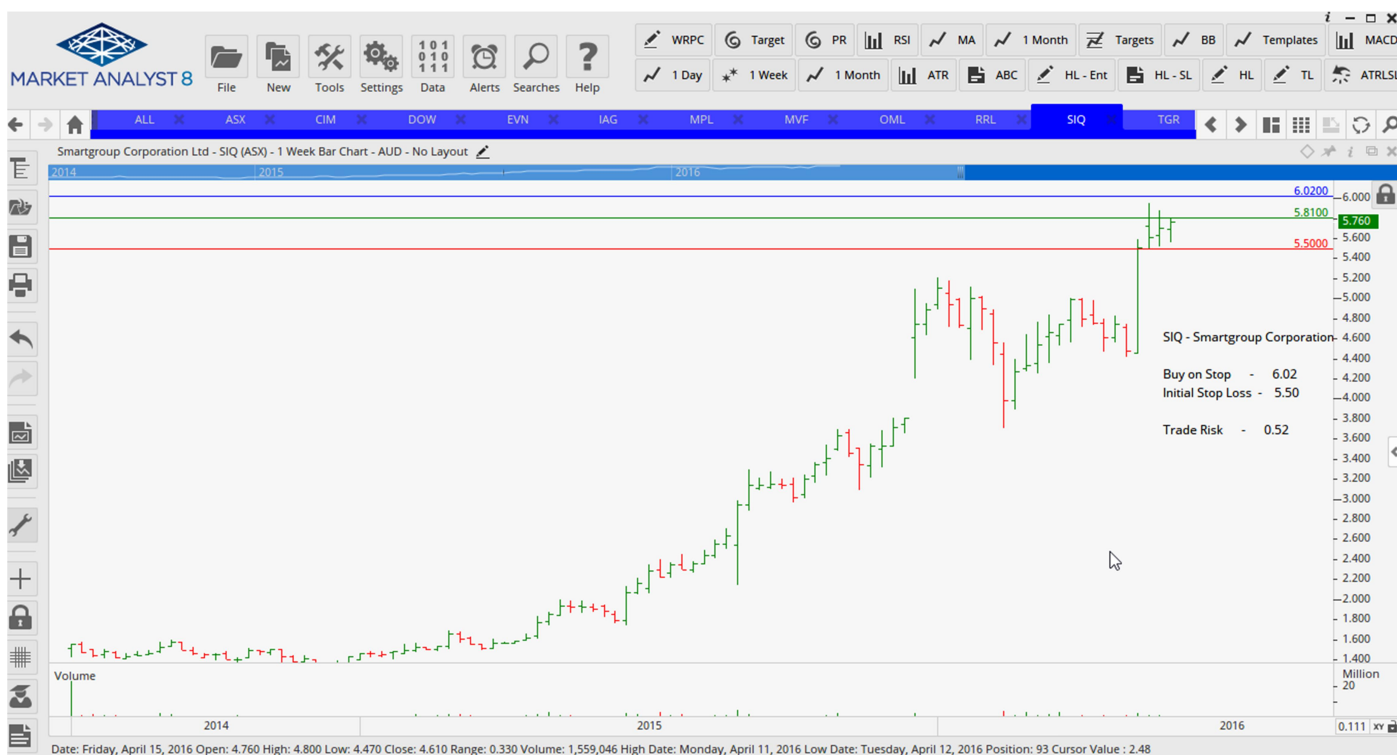 i
MARKET ANALYST 8
File
New
Tools
Settings
101
010
111
Data
Alerts
Searches
?
Help
WRPC
Target
PR
RSI
MA
1 Month
Targets
BB
Templates
MACD
1 Day
1 Week
1 Month
ATR
ABC
HL - Ent
HL - SL
HL
TL
ATRLSL
ALL
ASX
CIM
DOW
EVN
IAG
MPL
MVF
OML
RRL
SIQ
TGR
Smartgroup Corporation Ltd - SIQ (ASX) - 1 Week Bar Chart - AUD - No Layout
i
2014
2015
2016
6.0200
5.8100
5.5000
6.000
5.760
5.600
5.400
5.200
5.000
4.800
4.600
4.400
4.200
4.000
3.800
3.600
3.400
3.200
3.000
2.800
2.600
2.400
2.200
2.000
1.800
1.600
1.400
SIQ - Smartgroup Corporation
Buy on Stop - 6.02
Initial Stop Loss - 5.50
Trade Risk - 0.52
Volume
Million
20
2014
2015
2016
0.111
XY
Date: Friday, April 15, 2016 Open: 4.760 High: 4.800 Low: 4.470 Close: 4.610 Range: 0.330 Volume: 1,559,046 High Date: Monday, April 11, 2016 Low Date: Tuesday, April 12, 2016 Position: 93 Cursor Value : 2.48